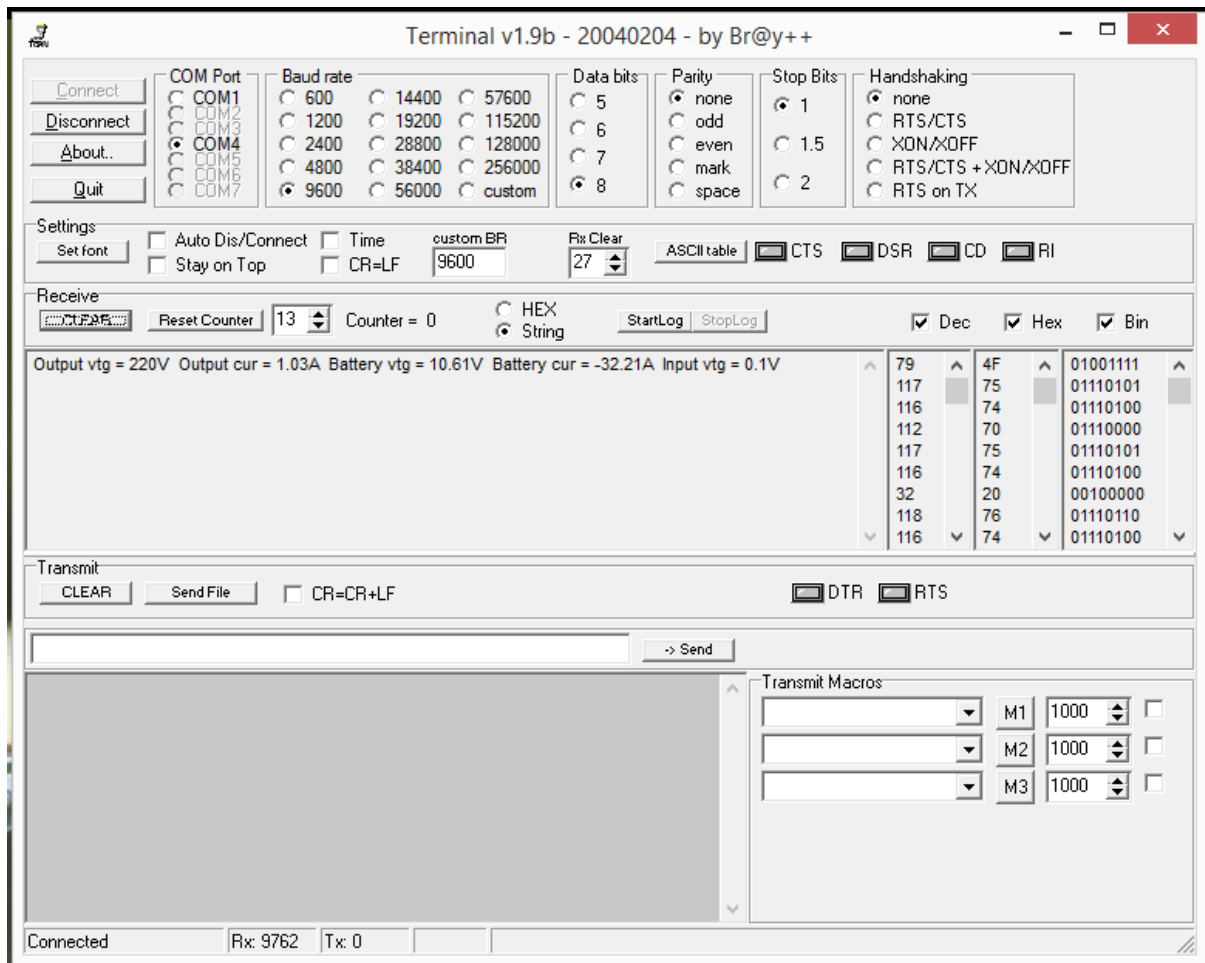 Terminal v1.9b - 20040204 - by Br@y++
Connect
Disconnect
About..
Quit
COM Port
COM1
COM2
COM3
COM4
COM5
COM6
COM7
Baud rate
600 14400 57600
1200 19200 115200
2400 28800 128000
4800 38400 256000
9600 56000 custom
Data bits
5
6
7
8
Parity
none
odd
even
mark
space
Stop Bits
1
1.5
2
Handshaking
none
RTS/CTS
XON/XOFF
RTS/CTS + XON/XOFF
RTS on TX
Settings
Set font
Auto Dis/Connect
Stay on Top
Time
CR=LF
custom BR
9600
Rx Clear
27
ASCII table
CTS DSR CD RI
Receive
CLEAR Reset Counter 13 Counter = 0
HEX
String
StartLog StopLog
Dec Hex Bin
Output vtg = 220V Output cur = 1.03A Battery vtg = 10.61V Battery cur = -32.21A Input vtg = 0.1V
79 4F 01001111
117 75 01110101
116 74 01110100
112 70 01110000
117 75 01110101
116 74 01110100
32 20 00100000
118 76 01110110
116 74 01110100
Transmit
CLEAR Send File CR=CR+LF DTR RTS
-> Send
Transmit Macros
M1 1000
M2 1000
M3 1000
Connected Rx: 9762 Tx: 0